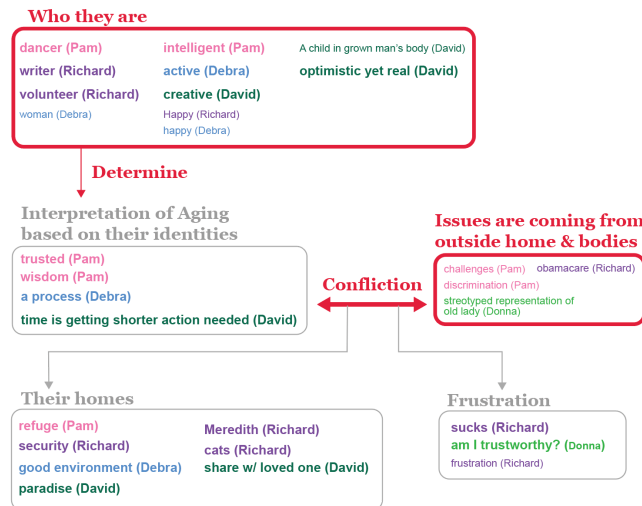 Who they are
dancer (Pam)
writer (Richard)
volunteer (Richard)
woman (Debra)
intelligent (Pam)
active (Debra)
creative (David)
Happy (Richard)
happy (Debra)
A child in grown man's body (David)
optimistic yet real (David)
Determine
Interpretation of Aging
based on their identities
trusted (Pam)
wisdom (Pam)
a process (Debra)
time is getting shorter action needed (David)
Confliction
Issues are coming from
outside home & bodies
challenges (Pam)
obamacare (Richard)
discrimination (Pam)
streotyped representation of
old lady (Donna)
Their homes
refuge (Pam)
security (Richard)
good environment (Debra)
paradise (David)
Meredith (Richard)
cats (Richard)
share w/ loved one (David)
Frustration
sucks (Richard)
am I trustworthy? (Donna)
frustration (Richard)